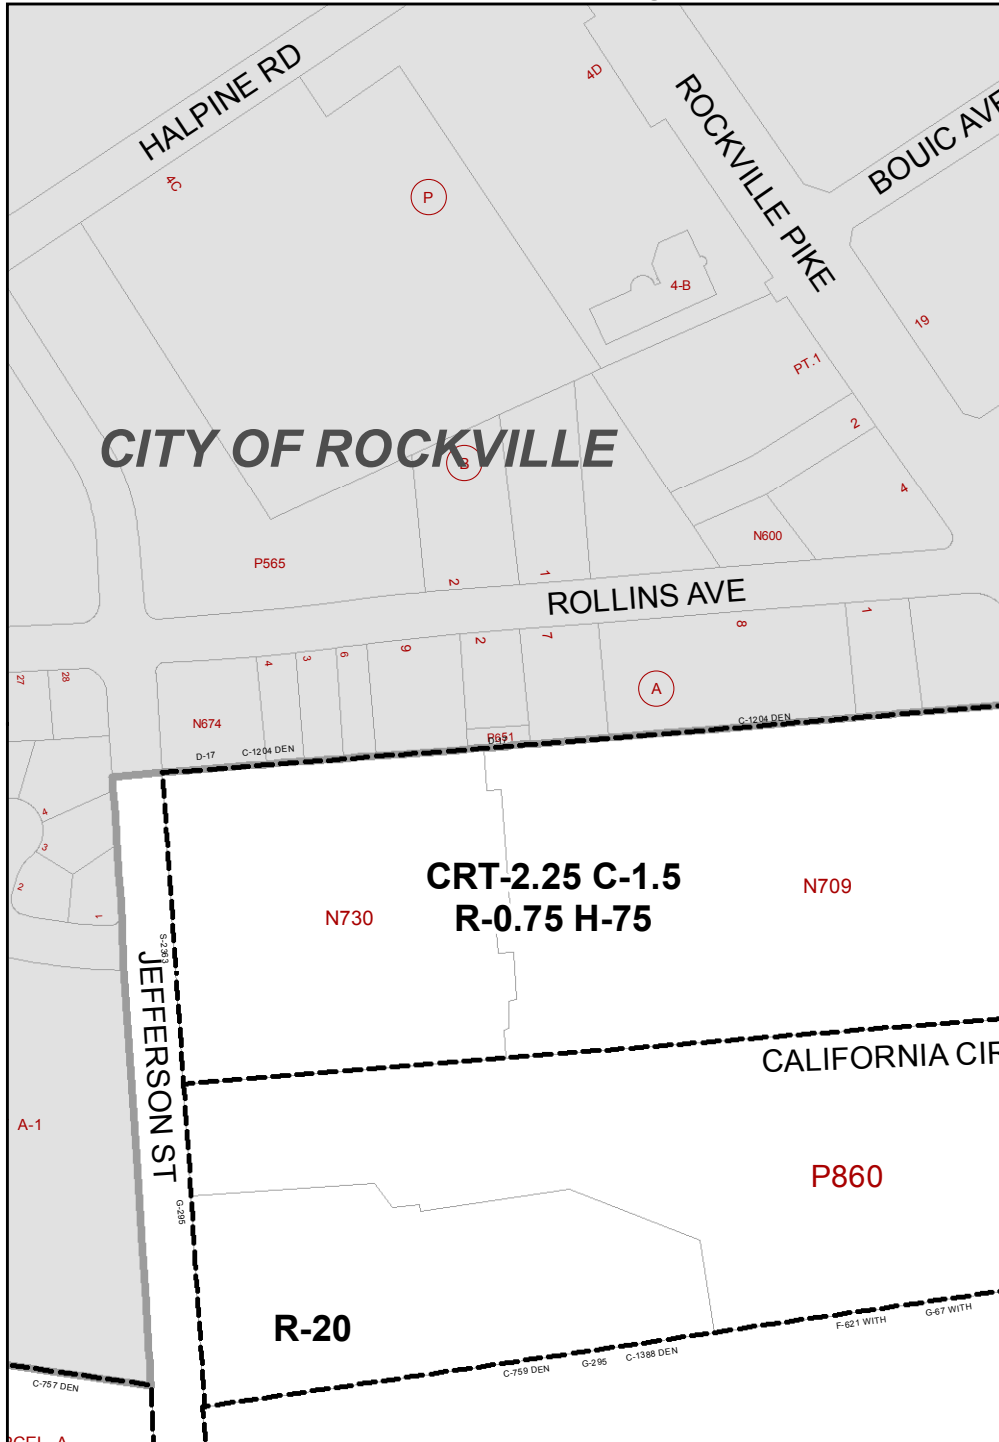 HALPINE RD
4D
ROCKVILLE PIKE
BOUIC AVE
4C
P
4-B
19
PT.1
2
CITY OF ROCKVILLE
B
4
N600
P565
2
1
ROLLINS AVE
1
8
7
2
9
6
3
4
27
28
A
N674
P651
D-17
C-1204 DEN
D-17
C-1204 DEN
4
3
2
1
CRT-2.25 C-1.5
R-0.75 H-75
N709
N730
S-2363
JEFFERSON ST
CALIFORNIA CIR
A-1
P860
G-295
R-20
G-67 WITH
F-621 WITH
C-1388 DEN
G-295
C-759 DEN
C-757 DEN